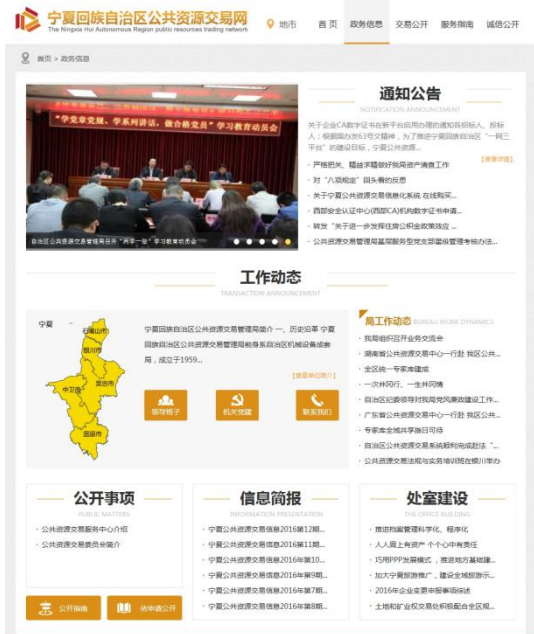 宁夏回族自治区公共资源交易网
The Ningxia Hui Autonomous Region public resources trading network
地市 首页 政务信息 交易公开 服务指南 诚信公开
首页 > 政务信息
“学党章党规、学系列讲话，做合格党员”学习教育动员会
自治区公共资源交易管理局召开“两学一做”学习教育动员会
通知公告
NOTIFICATION ANNOUNCEMENT
关于企业CA数字证书在新平台应用办理的通知各招标人、投标
人：根据国办发63号文精神，为了推进宁夏回族自治区“一网三
平台”的建设目标，宁夏公共资源...
[查看详情]
· 严格把关、精益求精做好我局资产清查工作
· 对“八项规定”回头看的反思
· 关于宁夏公共资源交易信息化系统 在线购买...
· 西部安全认证中心(西部CA)机构数字证书申请...
· 转发“关于进一步发挥住房公积金政策效应 ...
· 公共资源交易管理局基层服务型党支部星级管理考核办法...
工作动态
TRANSACTION ANNOUNCEMENT
宁夏
石嘴山市
银川市
吴忠市
中卫市
固原市
宁夏回族自治区公共资源交易管理局简介 一、历史沿革 宁夏
回族自治区公共资源交易管理局前身系自治区机械设备成套
局，成立于1959...
[查看单位简介]
领导班子 机关党建 联系我们
局工作动态 BUREAU WORK DYNAMICS
· 我局组织召开业务交流会
· 湖南省公共资源交易中心一行赴 我区公共...
· 全区统一专家库建成
· 一次井冈行、一生井冈情
· 自治区纪委领导对我局党风廉政建设工作...
· 广东省公共资源交易中心一行赴 我区公共...
· 专家库全域共享指日可待
· 自治区公共资源交易系统顺利完成赴法“...
· 公共资源交易法规与实务培训班在银川举办
公开事项
PUBLIC MATTERS
· 公共资源交易服务中心介绍
· 公共资源交易委员会简介
公开指南 依申请公开
信息简报
INFORMATION PRESENTATION
· 宁夏公共资源交易信息2016第12期...
· 宁夏公共资源交易信息2016第11期...
· 宁夏公共资源交易信息2016年第10...
· 宁夏公共资源交易信息2016年第9期...
· 宁夏公共资源交易信息2016年第7期...
· 宁夏公共资源交易信息2016年第8期...
处室建设
THE OFFICE BUILDING
· 推进档案管理科学化、程序化
· 人人肩上有资产 个个心中有责任
· 巧用PPP发展模式 ，推进地方基础建...
· 加大宁夏旅游推广，建设全域旅游示...
· 2016年企业变更申报事项综述
· 土地和矿业权交易处积极配合全区规...